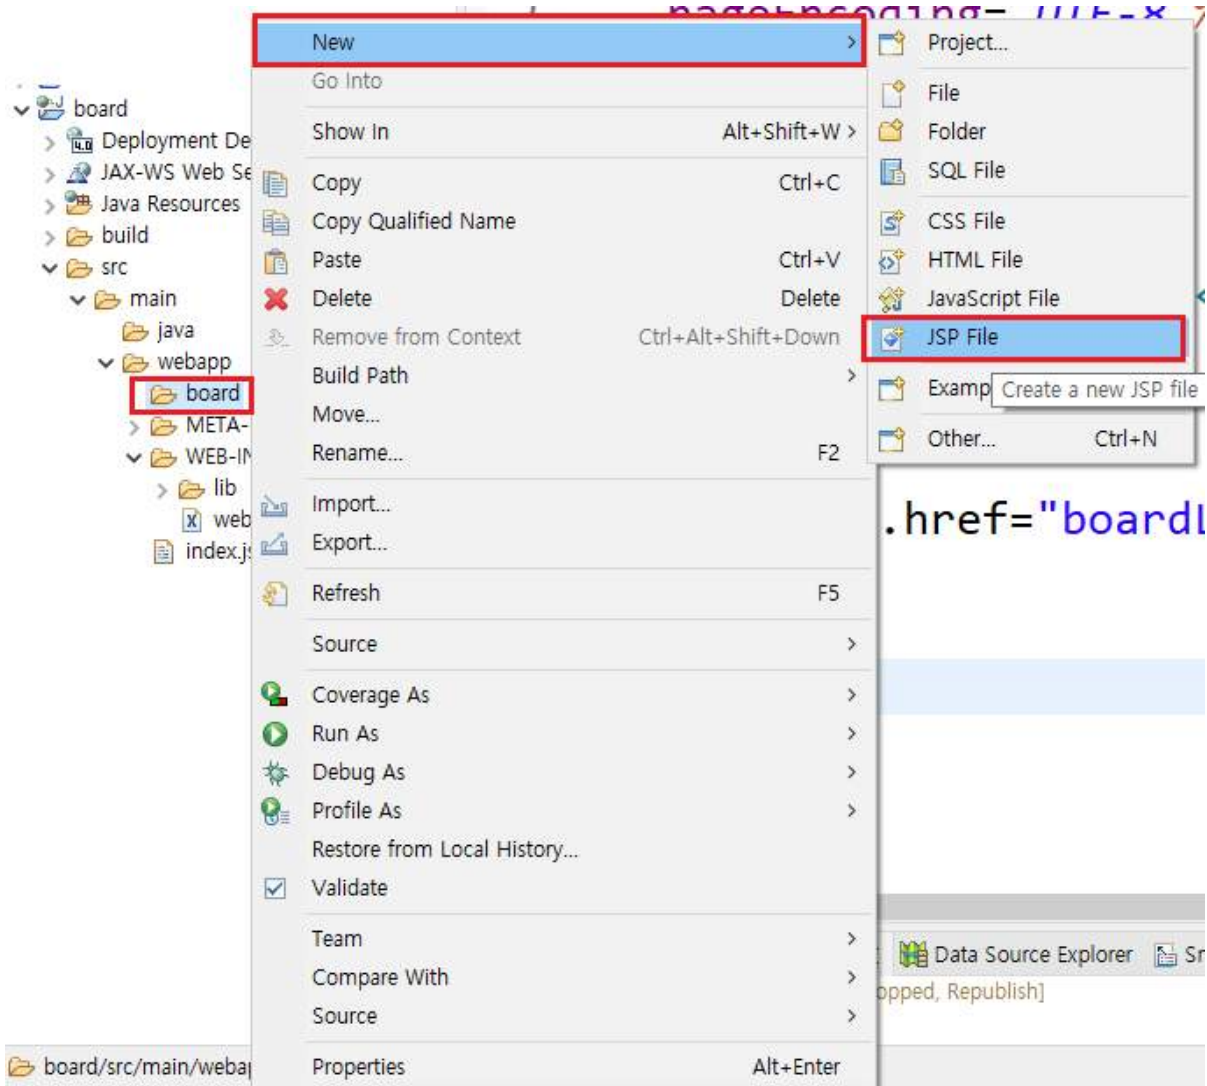 pageEncoding="UTF-8"
board
Deployment De
JAX-WS Web Se
Java Resources
build
src
main
java
webapp
board
META-
WEB-IN
lib
web
index.js
board/src/main/webap
New
Go Into
Show In Alt+Shift+W >
Copy Ctrl+C
Copy Qualified Name
Paste Ctrl+V
Delete Delete
Remove from Context Ctrl+Alt+Shift+Down
Build Path >
Move...
Rename... F2
Import...
Export...
Refresh F5
Source >
Coverage As >
Run As >
Debug As >
Profile As >
Restore from Local History...
Validate
Team >
Compare With >
Source >
Properties Alt+Enter
Project...
File
Folder
SQL File
CSS File
HTML File
JavaScript File
JSP File
Examp
Create a new JSP file
Other... Ctrl+N
.href="boardL
Data Source Explorer Sn
opped, Republish]